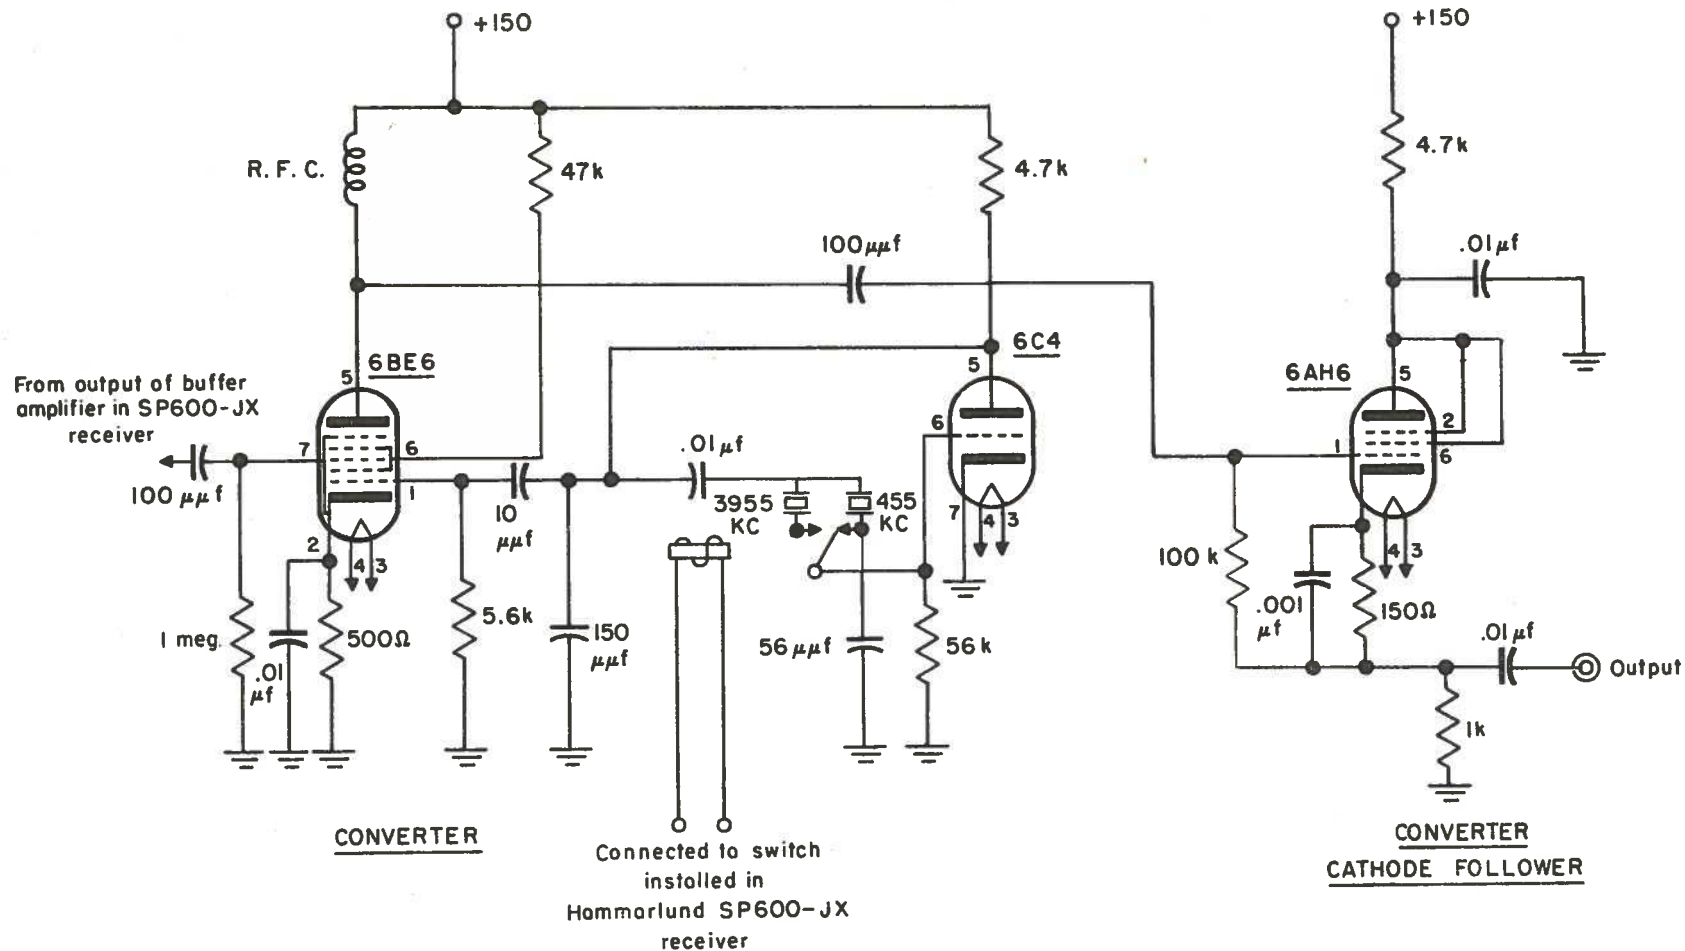 +150
+150
R. F. C.
47k
4.7k
4.7k
100μμf
.01μf
6BE6
5
6C4
5
6AH6
5
From output of buffer
amplifier in SP600-JX
receiver
7
6
1
.01μf
6
2
1
6
100 μμf
10
μμf
3955
KC
455
KC
2
4
3
7
4
3
4
3
100 k
1 meg.
.01
μf
500Ω
5.6k
150
μμf
56μμf
56k
.001
μf
150Ω
.01μf
Output
1k
CONVERTER
Connected to switch
installed in
Hammarlund SP600-JX
receiver
CONVERTER
CATHODE FOLLOWER